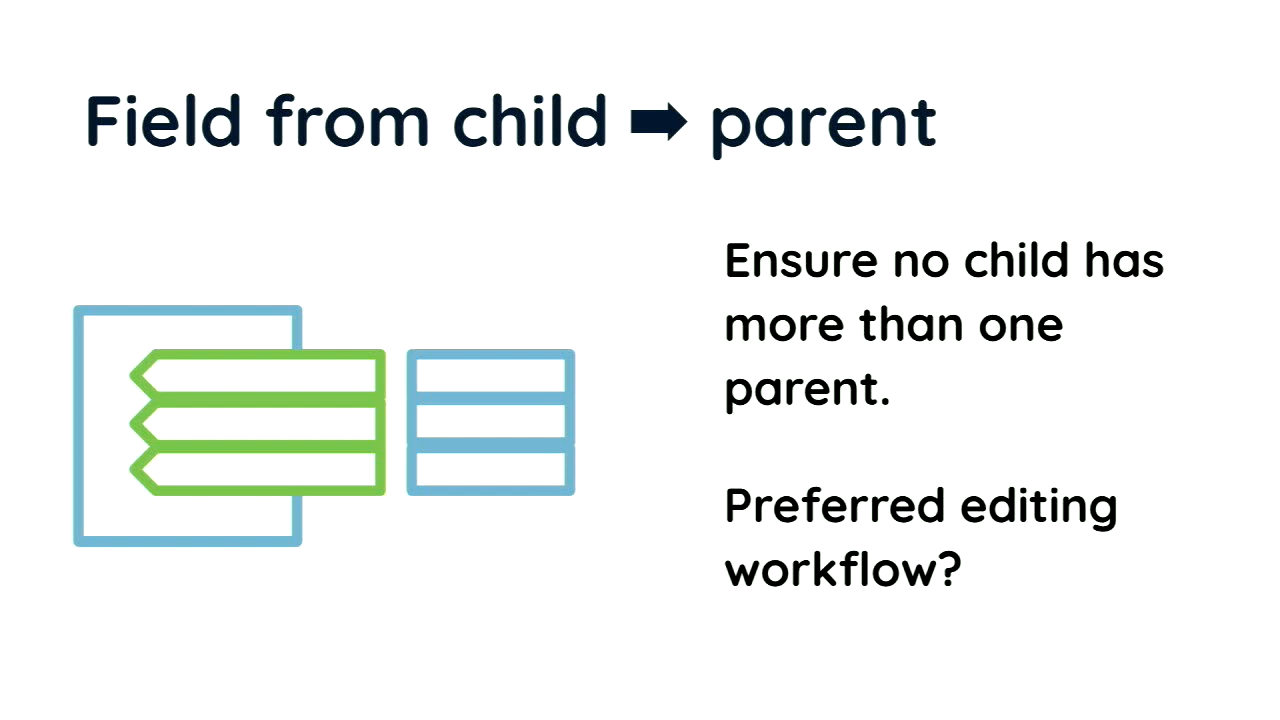 Field from child ➡ parent
Ensure no child has
more than one
parent.
Preferred editing
workflow?